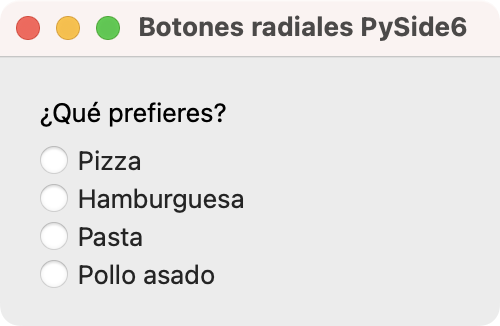 Botones radiales PySide6
¿Qué prefieres?
Pizza
Hamburguesa
Pasta
Pollo asado